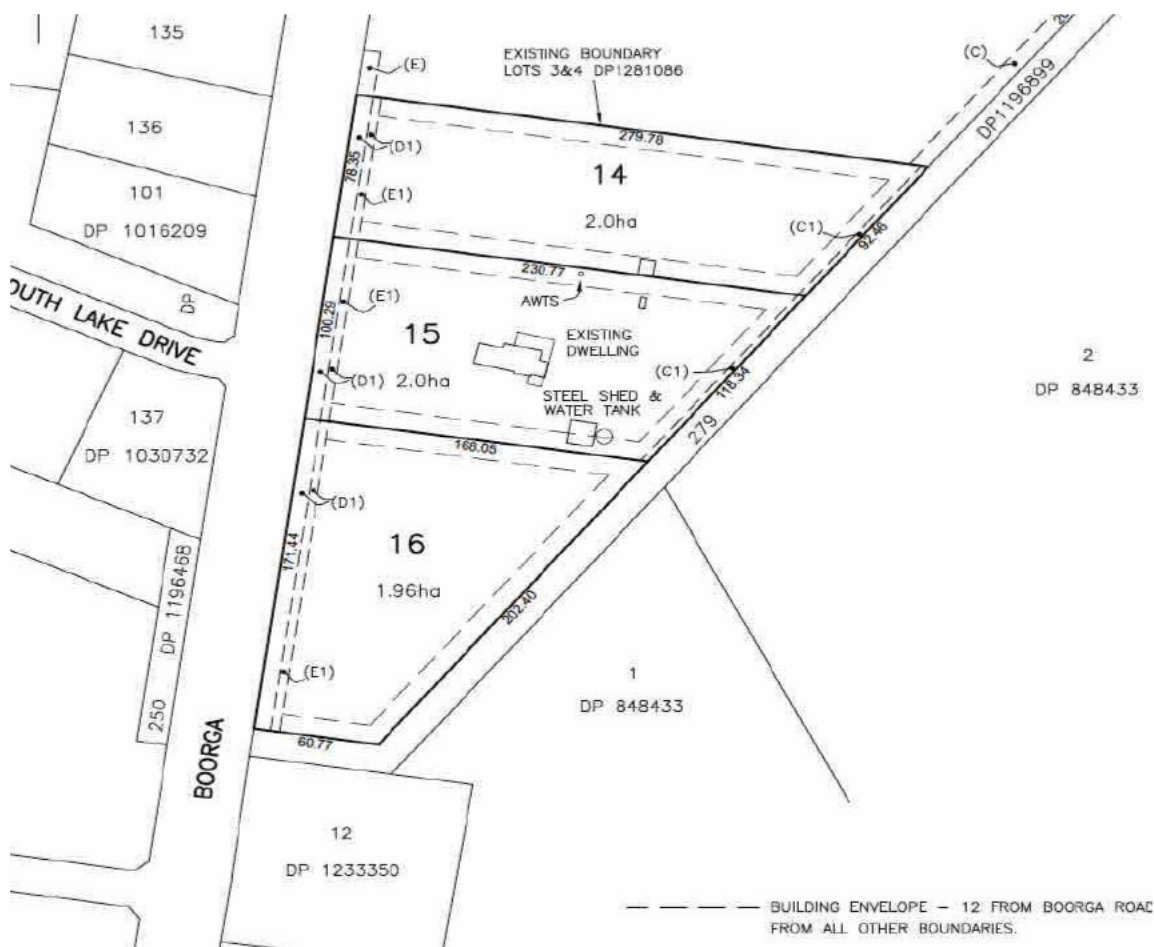 135
136
101
DP 1016209
DP
OUTH LAKE DRIVE
137
DP 1030732
250 DP 1196468
BOORGA
12
DP 1233350
(E)
EXISTING BOUNDARY
LOTS 3&4 DP1281086
(C)
DP1196899
279.78
78.35
(D1)
(E1)
14
2.0ha
(C1)
92.46
230.77
AWTS
(E1)
100.29
15
2.0ha
(D1)
EXISTING
DWELLING
STEEL SHED &
WATER TANK
(C1)
118.34
279
2
DP 848433
168.05
(D1)
171.44
16
1.96ha
202.40
(E1)
60.77
1
DP 848433
BUILDING ENVELOPE - 12 FROM BOORGA ROAD
FROM ALL OTHER BOUNDARIES.